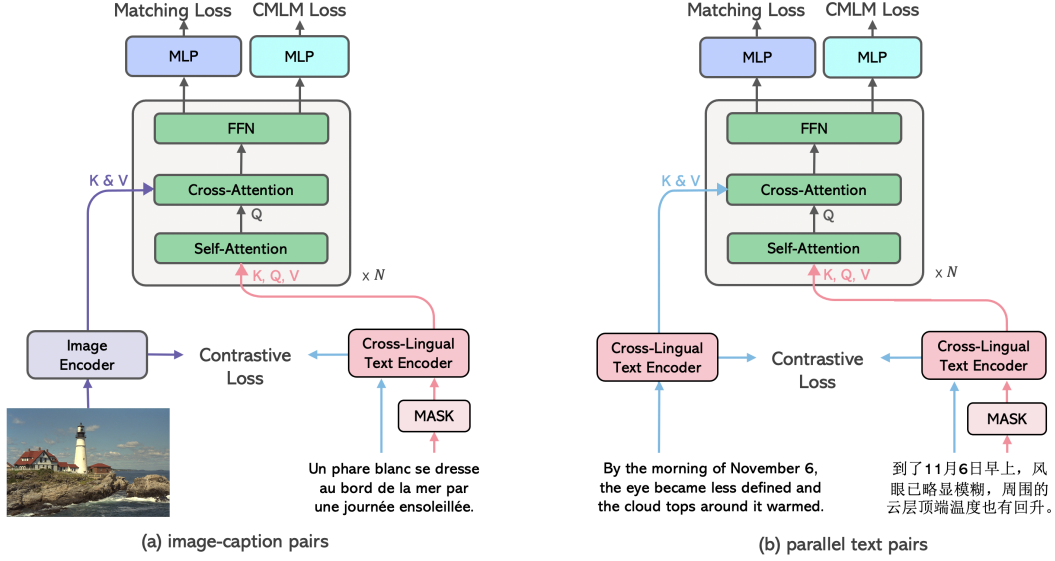 Matching Loss
CMLM Loss
MLP
MLP
FFN
K & V
Cross-Attention
Q
Self-Attention
K, Q, V
x N
Image
Encoder
Contrastive
Loss
Cross-Lingual
Text Encoder
MASK
Un phare blanc se dresse
au bord de la mer par
une journée ensoleillée.
(a) image-caption pairs
Matching Loss
CMLM Loss
MLP
MLP
FFN
K & V
Cross-Attention
Q
Self-Attention
K, Q, V
x N
Cross-Lingual
Text Encoder
Contrastive
Loss
Cross-Lingual
Text Encoder
MASK
By the morning of November 6,
the eye became less defined and
the cloud tops around it warmed.
到了11月6日早上，风
眼已略显模糊，周围的
云层顶端温度也有回升。
(b) parallel text pairs